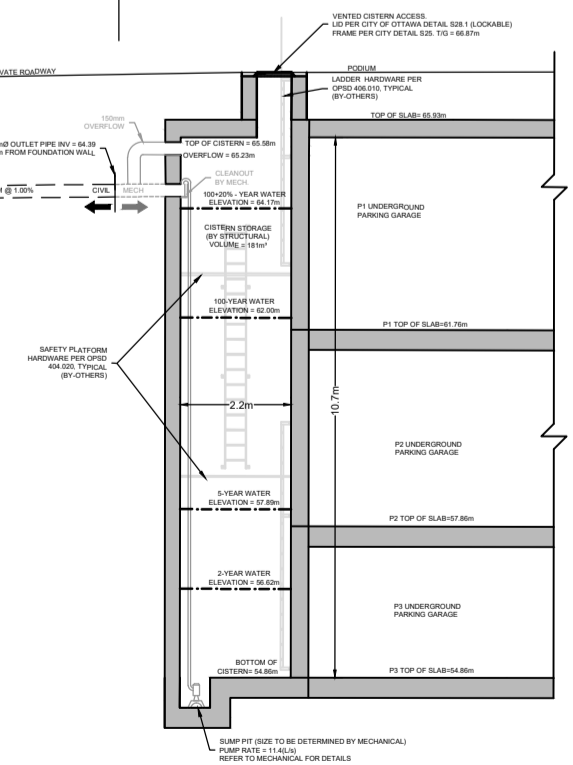 VENTED CISTERN ACCESS.
LID PER CITY OF OTTAWA DETAIL S28.1 (LOCKABLE)
FRAME PER CITY DETAIL S25. T/G = 66.87m
VATE ROADWAY
PODIUM
LADDER HARDWARE PER
OPSD 406.010, TYPICAL
(BY-OTHERS)
150mm
OVERFLOW
TOP OF SLAB= 65.93m
mØ OUTLET PIPE INV = 64.39
m FROM FOUNDATION WALL
TOP OF CISTERN = 65.58m
OVERFLOW = 65.23m
CLEANOUT
BY MECH.
M @ 1.00%
CIVIL
MECH
100+20% - YEAR WATER
ELEVATION = 64.17m
P1 UNDERGROUND
PARKING GARAGE
CISTERN STORAGE
(BY STRUCTURAL)
VOLUME = 181m³
100-YEAR WATER
ELEVATION = 62.00m
P1 TOP OF SLAB=61.76m
SAFETY PLATFORM
HARDWARE PER OPSD
404.020, TYPICAL
(BY-OTHERS)
2.2m
10.7m
P2 UNDERGROUND
PARKING GARAGE
5-YEAR WATER
ELEVATION = 57.89m
P2 TOP OF SLAB=57.86m
2-YEAR WATER
ELEVATION = 56.62m
P3 UNDERGROUND
PARKING GARAGE
BOTTOM OF
CISTERN= 54.86m
P3 TOP OF SLAB=54.86m
SUMP PIT (SIZE TO BE DETERMINED BY MECHANICAL)
PUMP RATE = 11.4(L/s)
REFER TO MECHANICAL FOR DETAILS